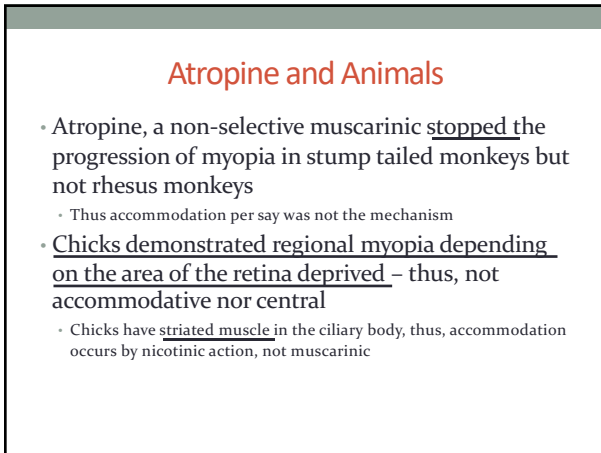 Atropine and Animals
• Atropine, a non-selective muscarinic stopped the
progression of myopia in stump tailed monkeys but
not rhesus monkeys
• Thus accommodation per say was not the mechanism
• Chicks demonstrated regional myopia depending
on the area of the retina deprived – thus, not
accommodative nor central
• Chicks have striated muscle in the ciliary body, thus, accommodation
occurs by nicotinic action, not muscarinic